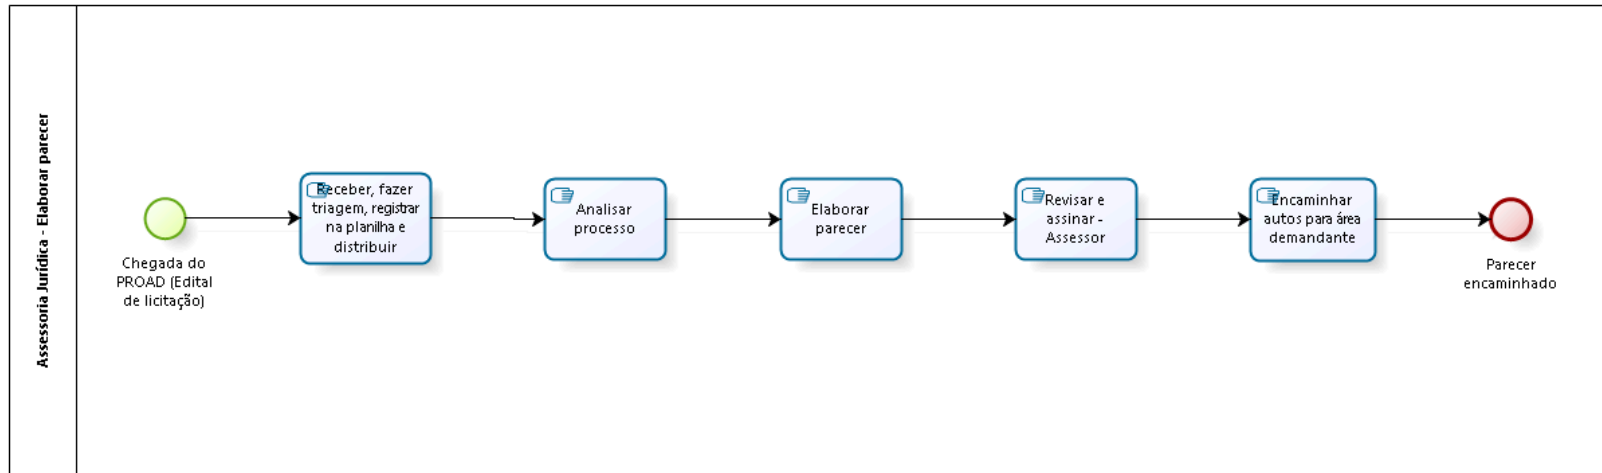 Assessoria Jurídica - Elaborar parecer
Chegada do
PROAD (Edital
de licitação)
Receber, fazer
triagem, registrar
na planilha e
distribuir
Analisar
processo
Elaborar
parecer
Revisar e
assinar -
Assessor
Encaminhar
autos para área
demandante
Parecer
encaminhado